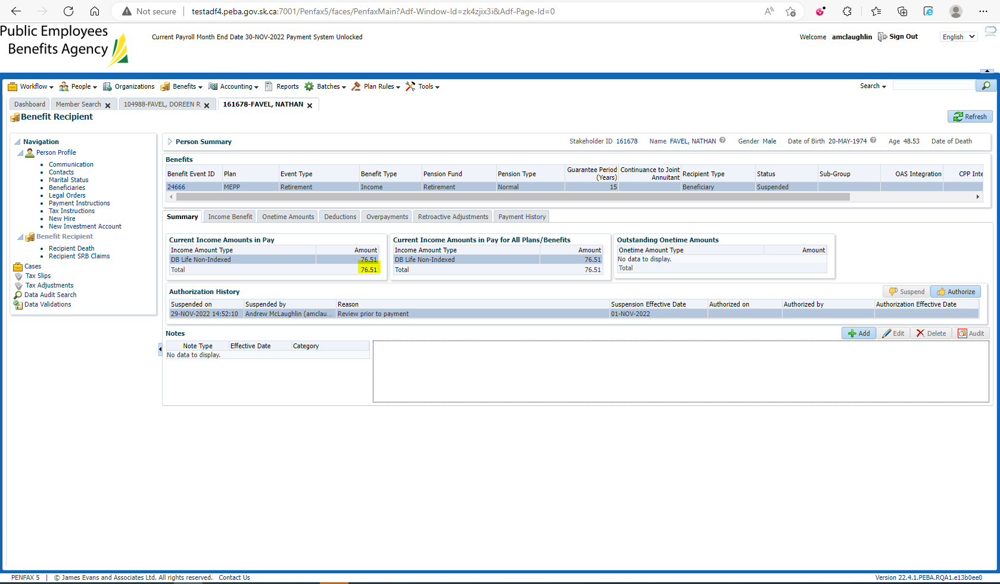 Not secure | testadf4.peba.gov.sk.ca:7001/Penfax5/faces/PenfaxMain?Adf-Window-Id=zk4zjix3i&Adf-Page-Id=0
Public Employees
Benefits Agency
Current Payroll Month End Date 30-NOV-2022 Payment System Unlocked
Welcome amclaughlin Sign Out English
Workflow People Organizations Benefits Accounting Reports Batches Plan Rules Tools Search
Dashboard Member Search 104988-FAVEL, DOREEN R 161678-FAVEL, NATHAN
Benefit Recipient Refresh
Navigation
Person Profile
Communication
Contacts
Marital Status
Beneficiaries
Legal Orders
Payment Instructions
Tax Instructions
New Hire
New Investment Account
Benefit Recipient
Recipient Death
Recipient SRB Claims
Cases
Tax Slips
Tax Adjustments
Data Audit Search
Data Validations
Person Summary Stakeholder ID 161678 Name FAVEL, NATHAN Gender Male Date of Birth 20-MAY-1974 Age 48.53 Date of Death
Benefits
Benefit Event ID Plan Event Type Benefit Type Pension Fund Pension Type Guarantee Period (Years) Continuance to Joint Annuitant Recipient Type Status Sub-Group OAS Integration CPP Inte
24666 MEPP Retirement Income Retirement Normal 15 Beneficiary Suspended
Summary Income Benefit Onetime Amounts Deductions Overpayments Retroactive Adjustments Payment History
Current Income Amounts in Pay
Income Amount Type Amount
DB Life Non-Indexed 76.51
Total 76.51
Current Income Amounts in Pay for All Plans/Benefits
Income Amount Type Amount
DB Life Non-Indexed 76.51
Total 76.51
Outstanding Onetime Amounts
Onetime Amount Type Amount
No data to display.
Total
Authorization History Suspend Authorize
Suspended on Suspended by Reason Suspension Effective Date Authorized on Authorized by Authorization Effective Date
29-NOV-2022 14:52:10 Andrew McLaughlin (amclau... Review prior to payment 01-NOV-2022
Notes Add Edit Delete Audit
Note Type Effective Date Category
No data to display.
PENFAX 5 | © James Evans and Associates Ltd. All rights reserved. Contact Us Version 22.4.1.PEBA.RQA1.e13b0ee0